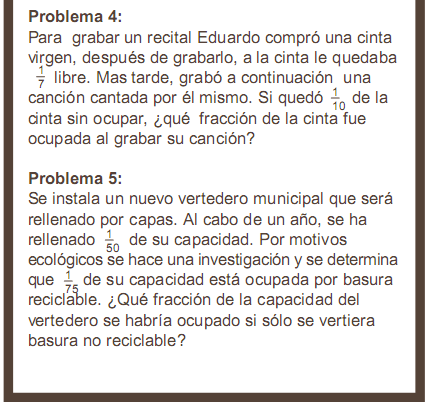 Problema 4:
Para grabar un recital Eduardo compró una cinta
virgen, después de grabarlo, a la cinta le quedaba
1/7 libre. Mas tarde, grabó a continuación una
canción cantada por él mismo. Si quedó 1/10 de la
cinta sin ocupar, ¿qué fracción de la cinta fue
ocupada al grabar su canción?
Problema 5:
Se instala un nuevo vertedero municipal que será
rellenado por capas. Al cabo de un año, se ha
rellenado 1/50 de su capacidad. Por motivos
ecológicos se hace una investigación y se determina
que 1/75 de su capacidad está ocupada por basura
reciclable. ¿Qué fracción de la capacidad del
vertedero se habría ocupado si sólo se vertiera
basura no reciclable?